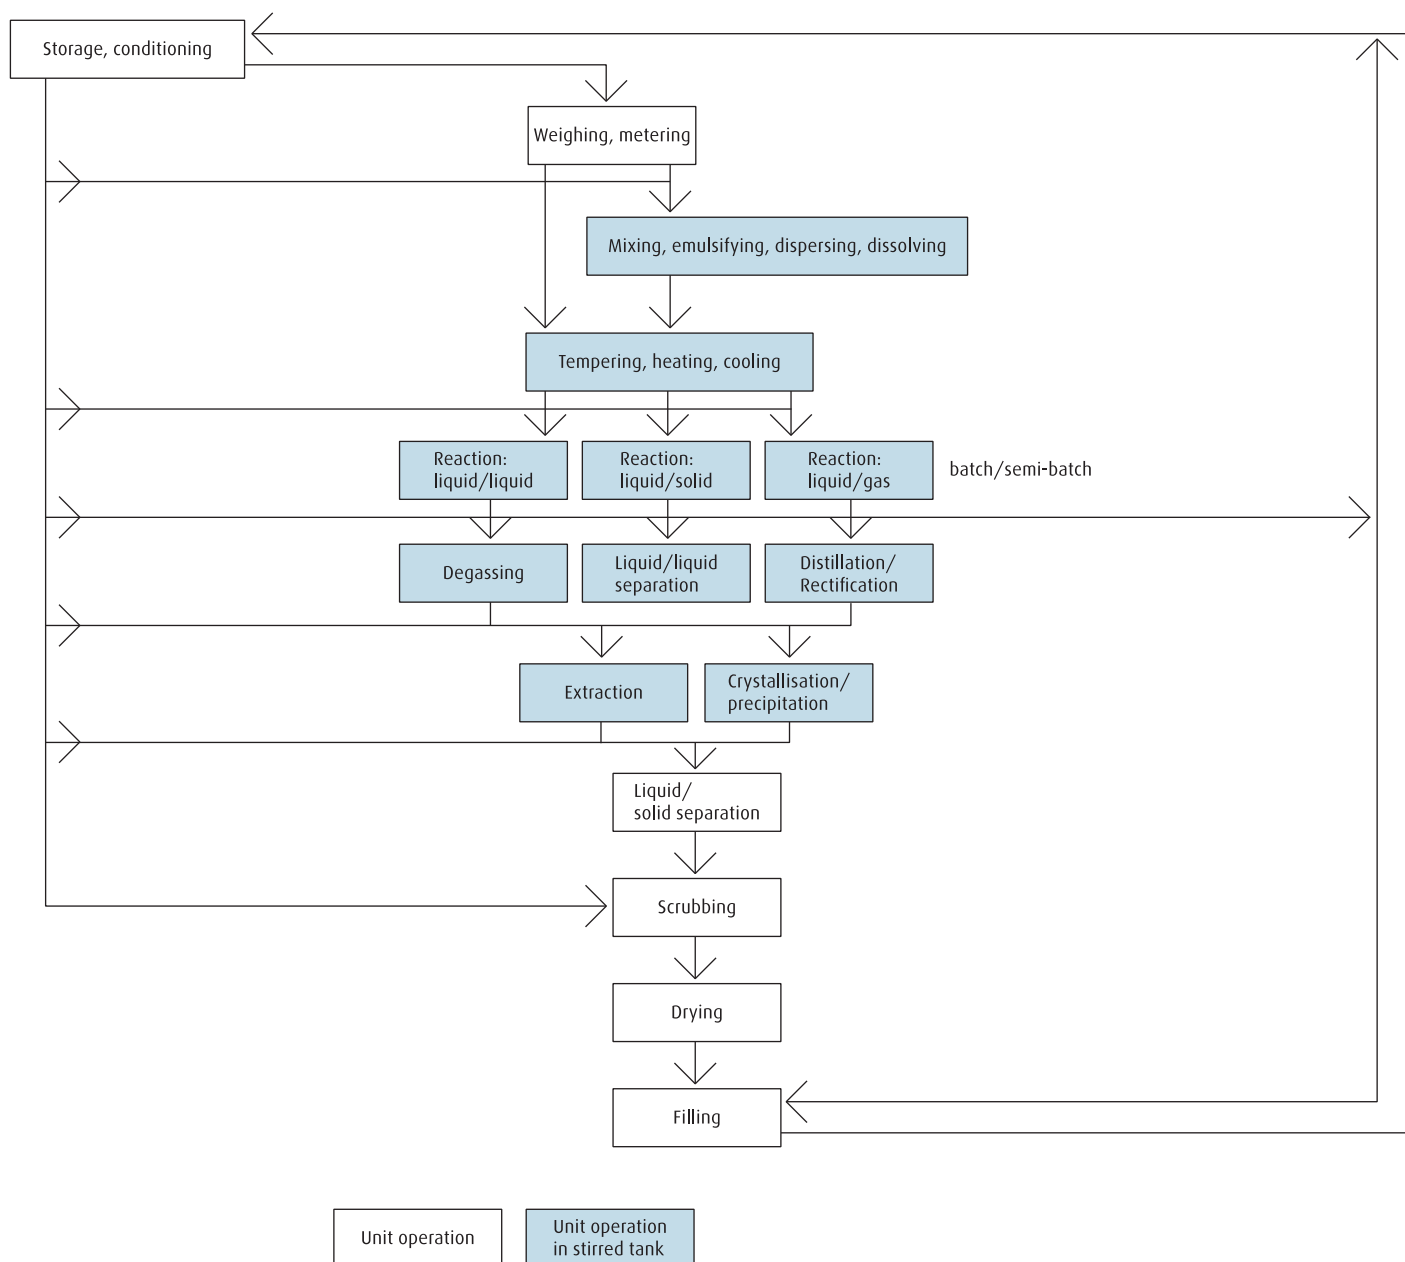 Storage, conditioning
Weighing, metering
Mixing, emulsifying, dispersing, dissolving
Tempering, heating, cooling
Reaction:
liquid/liquid
Reaction:
liquid/solid
Reaction:
liquid/gas
batch/semi-batch
Degassing
Liquid/liquid
separation
Distillation/
Rectification
Extraction
Crystallisation/
precipitation
Liquid/
solid separation
Scrubbing
Drying
Filling
Unit operation
Unit operation
in stirred tank